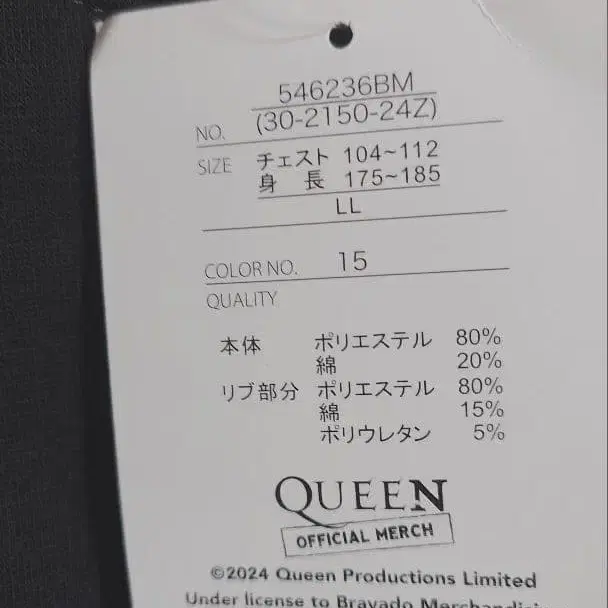 546236BM
NO. (30-2150-24Z)
SIZE チェスト 104~112
身 長 175~185
LL
COLOR NO. 15
QUALITY
本体 ポリエステル 80%
綿 20%
リブ部分 ポリエステル 80%
綿 15%
ポリウレタン 5%
QUEEN
OFFICIAL MERCH
©2024 Queen Productions Limited
Under license to Bravado